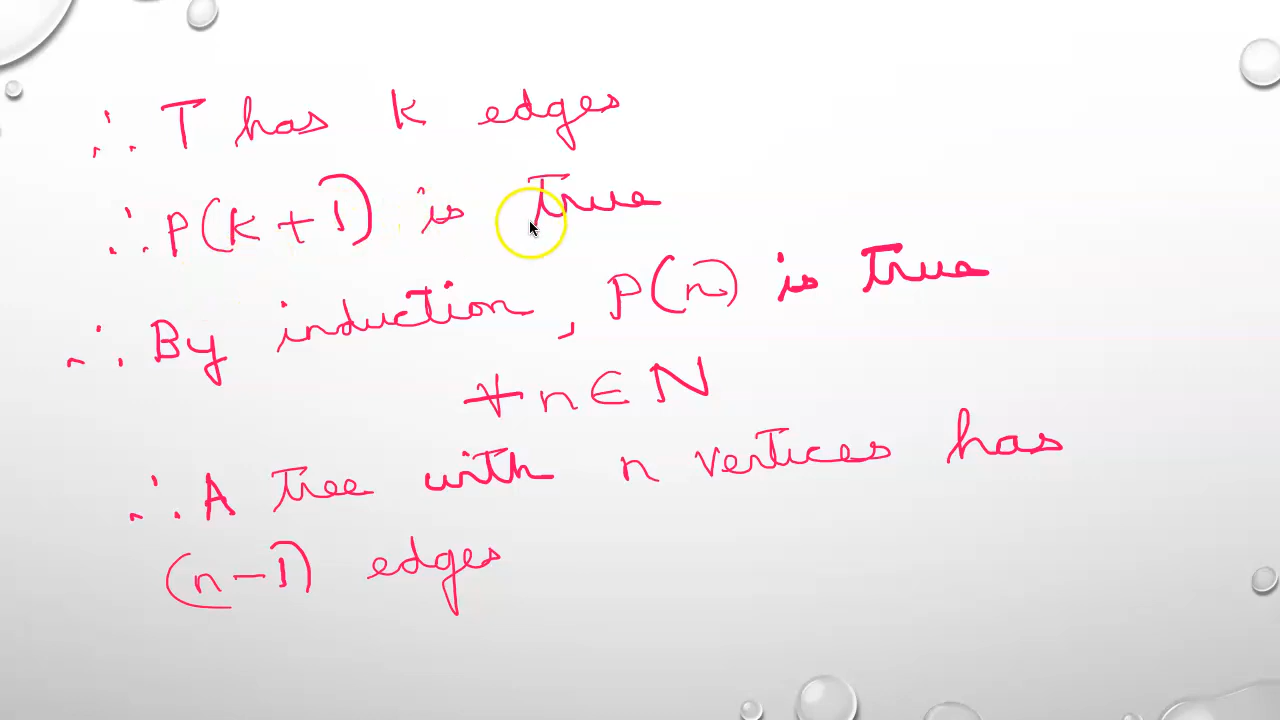 ∴ T has k edges
∴ P(k+1) is true
∴ By induction, P(n) is true
∀ n ∈ N
∴ A tree with n vertices has
(n-1) edges